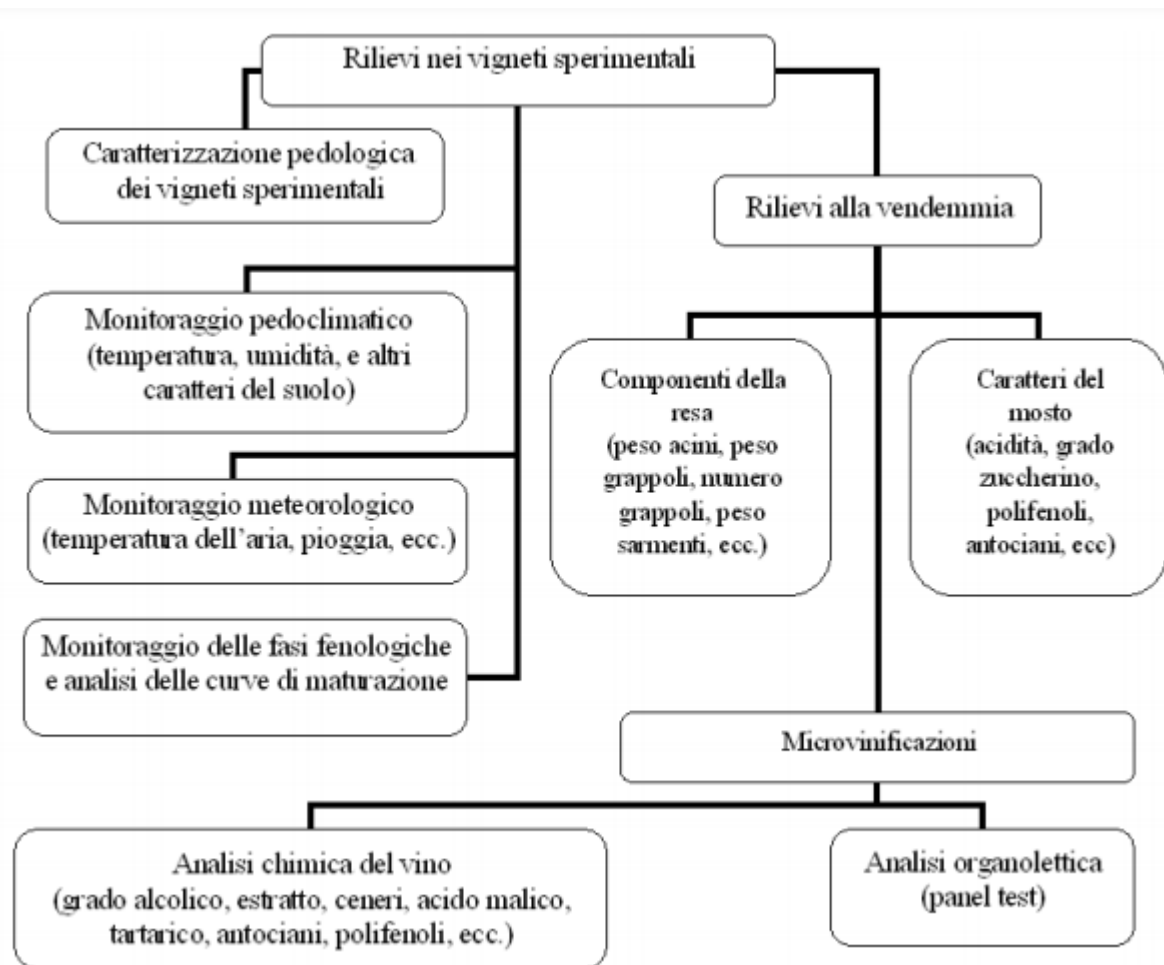 Rilievi nei vigneti sperimentali
Caratterizzazione pedologica
dei vigneti sperimentali
Rilievi alla vendemmia
Monitoraggio pedoclimatico
(temperatura, umidità, e altri
caratteri del suolo)
Componenti della
resa
(peso acini, peso
grappoli, numero
grappoli, peso
sarmenti, ecc.)
Caratteri del
mosto
(acidità, grado
zuccherino,
polifenoli,
antociani, ecc)
Monitoraggio meteorologico
(temperatura dell'aria, pioggia, ecc.)
Monitoraggio delle fasi fenologiche
e analisi delle curve di maturazione
Microvinificazioni
Analisi chimica del vino
(grado alcolico, estratto, ceneri, acido malico,
tartarico, antociani, polifenoli, ecc.)
Analisi organolettica
(panel test)